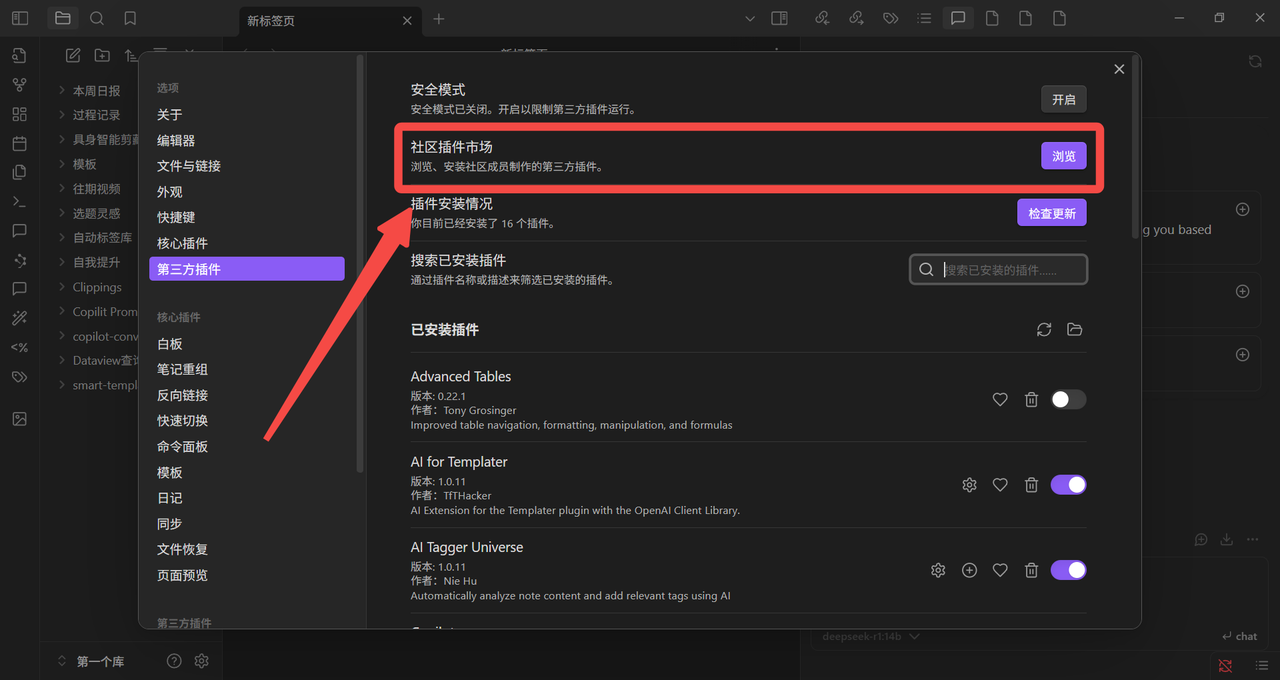 新标签页
本周日报
过程记录
具身智能剪
模板
往期视频
选题灵感
自动标签库
自我提升
Clippings
Copilit Prom
copilot-conv
Dataview查
smart-templ
第一个库
选项
关于
编辑器
文件与链接
外观
快捷键
核心插件
第三方插件
核心插件
白板
笔记重组
反向链接
快速切换
命令面板
模板
日记
同步
文件恢复
页面预览
第三方插件
安全模式
安全模式已关闭。开启以限制第三方插件运行。
开启
社区插件市场
浏览、安装社区成员制作的第三方插件。
浏览
插件安装情况
你目前已经安装了 16 个插件。
检查更新
搜索已安装插件
通过插件名称或描述来筛选已安装的插件。
搜索已安装的插件......
已安装插件
Advanced Tables
版本: 0.22.1
作者：Tony Grosinger
Improved table navigation, formatting, manipulation, and formulas
AI for Templater
版本: 1.0.11
作者：TfTHacker
AI Extension for the Templater plugin with the OpenAI Client Library.
AI Tagger Universe
版本: 1.0.11
作者：Nie Hu
Automatically analyze note content and add relevant tags using AI
g you based
deepseek-r1:14b
chat